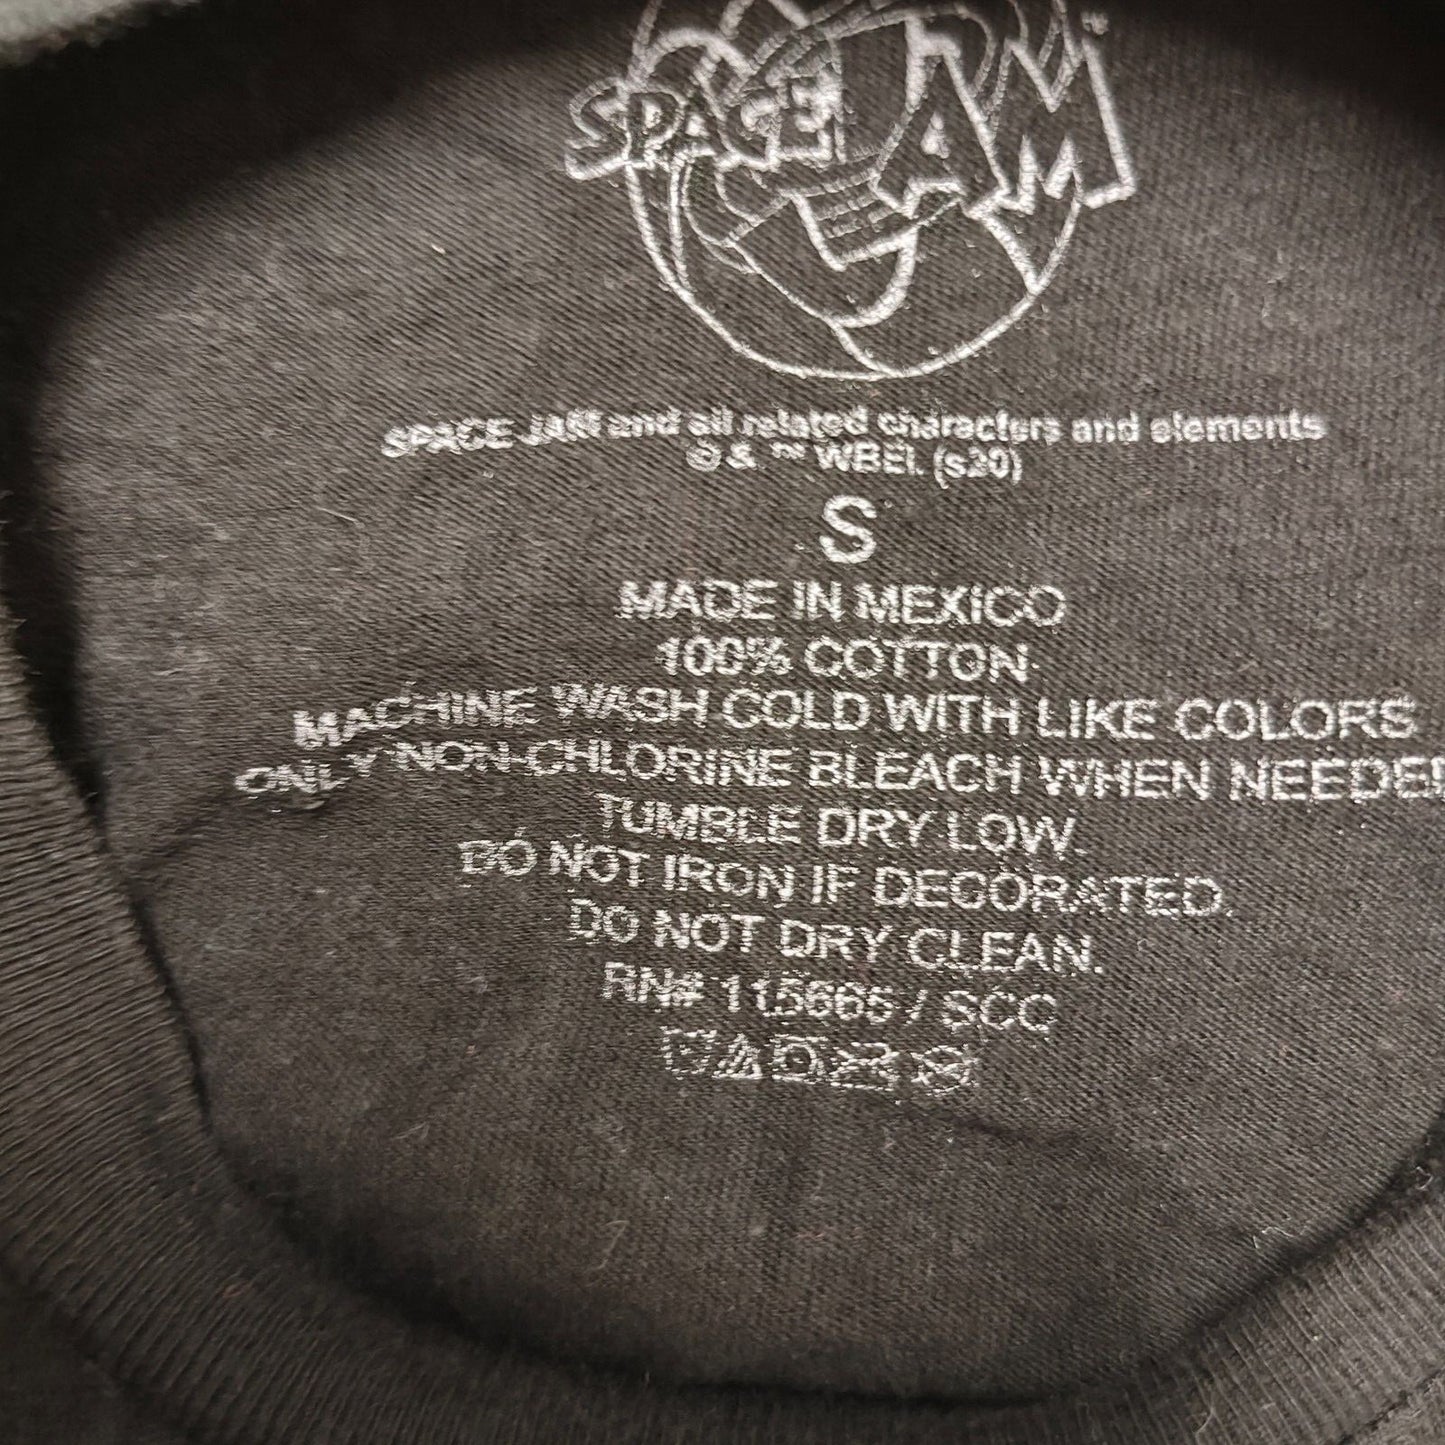 SPACE JAM
SPACE JAM and all related characters and elements
© & ™ WBEI. (s20)
S
MADE IN MEXICO
100% COTTON
MACHINE WASH COLD WITH LIKE COLORS
ONLY NON-CHLORINE BLEACH WHEN NEEDED
TUMBLE DRY LOW.
DO NOT IRON IF DECORATED.
DO NOT DRY CLEAN.
RN# 115665 / SCC